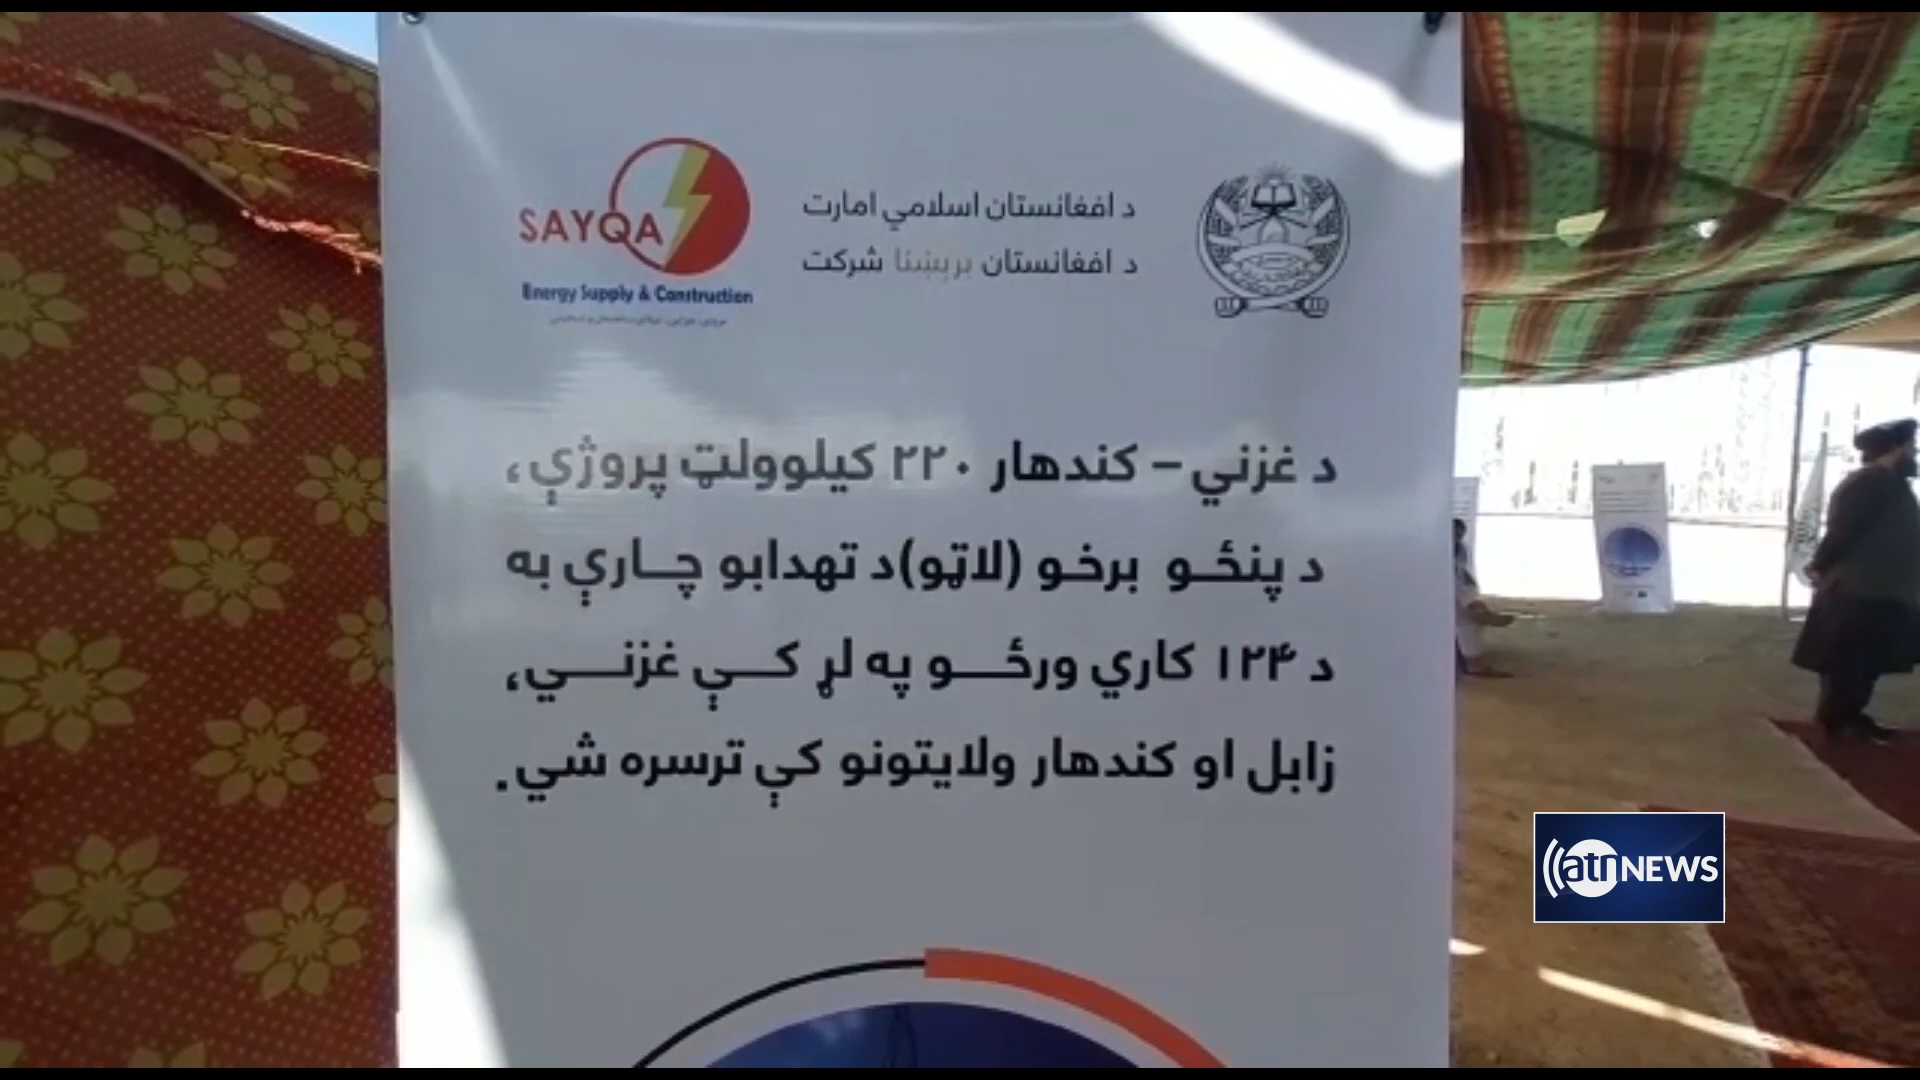 SAYQA
Energy Supply & Construction
د افغانستان اسلامي امارت
د افغانستان برېښنا شرکت
د غزني – کندهار ۲۲۰ کیلوولټ پروژې،
د پنځو برخو (لاټو)د تهدابو چارې به
د ۱۲۴ کاري ورځو په لړ کې غزني،
زابل او کندهار ولایتونو کې ترسره شي.
atn NEWS